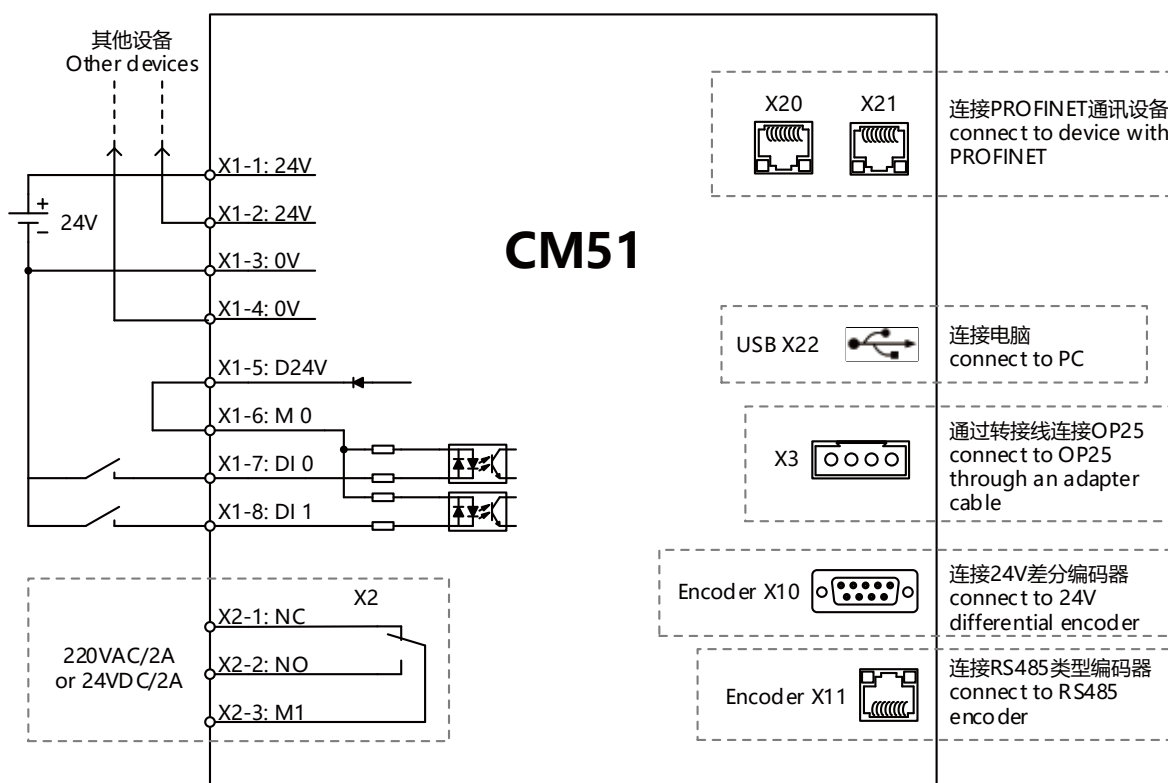 其他设备
Other devices
X1-1: 24V
24V
X1-2: 24V
X1-3: 0V
X1-4: 0V
X1-5: D24V
X1-6: M 0
X1-7: DI 0
X1-8: DI 1
X2
220VAC/2A
or 24VDC/2A
X2-1: NC
X2-2: NO
X2-3: M1
CM51
X20
X21
连接PROFINET通讯设备
connect to device with
PROFINET
USB X22
连接电脑
connect to PC
X3
通过转接线连接OP25
connect to OP25
through an adapter
cable
Encoder X10
连接24V差分编码器
connect to 24V
differential encoder
Encoder X11
连接RS485类型编码器
connect to RS485
encoder